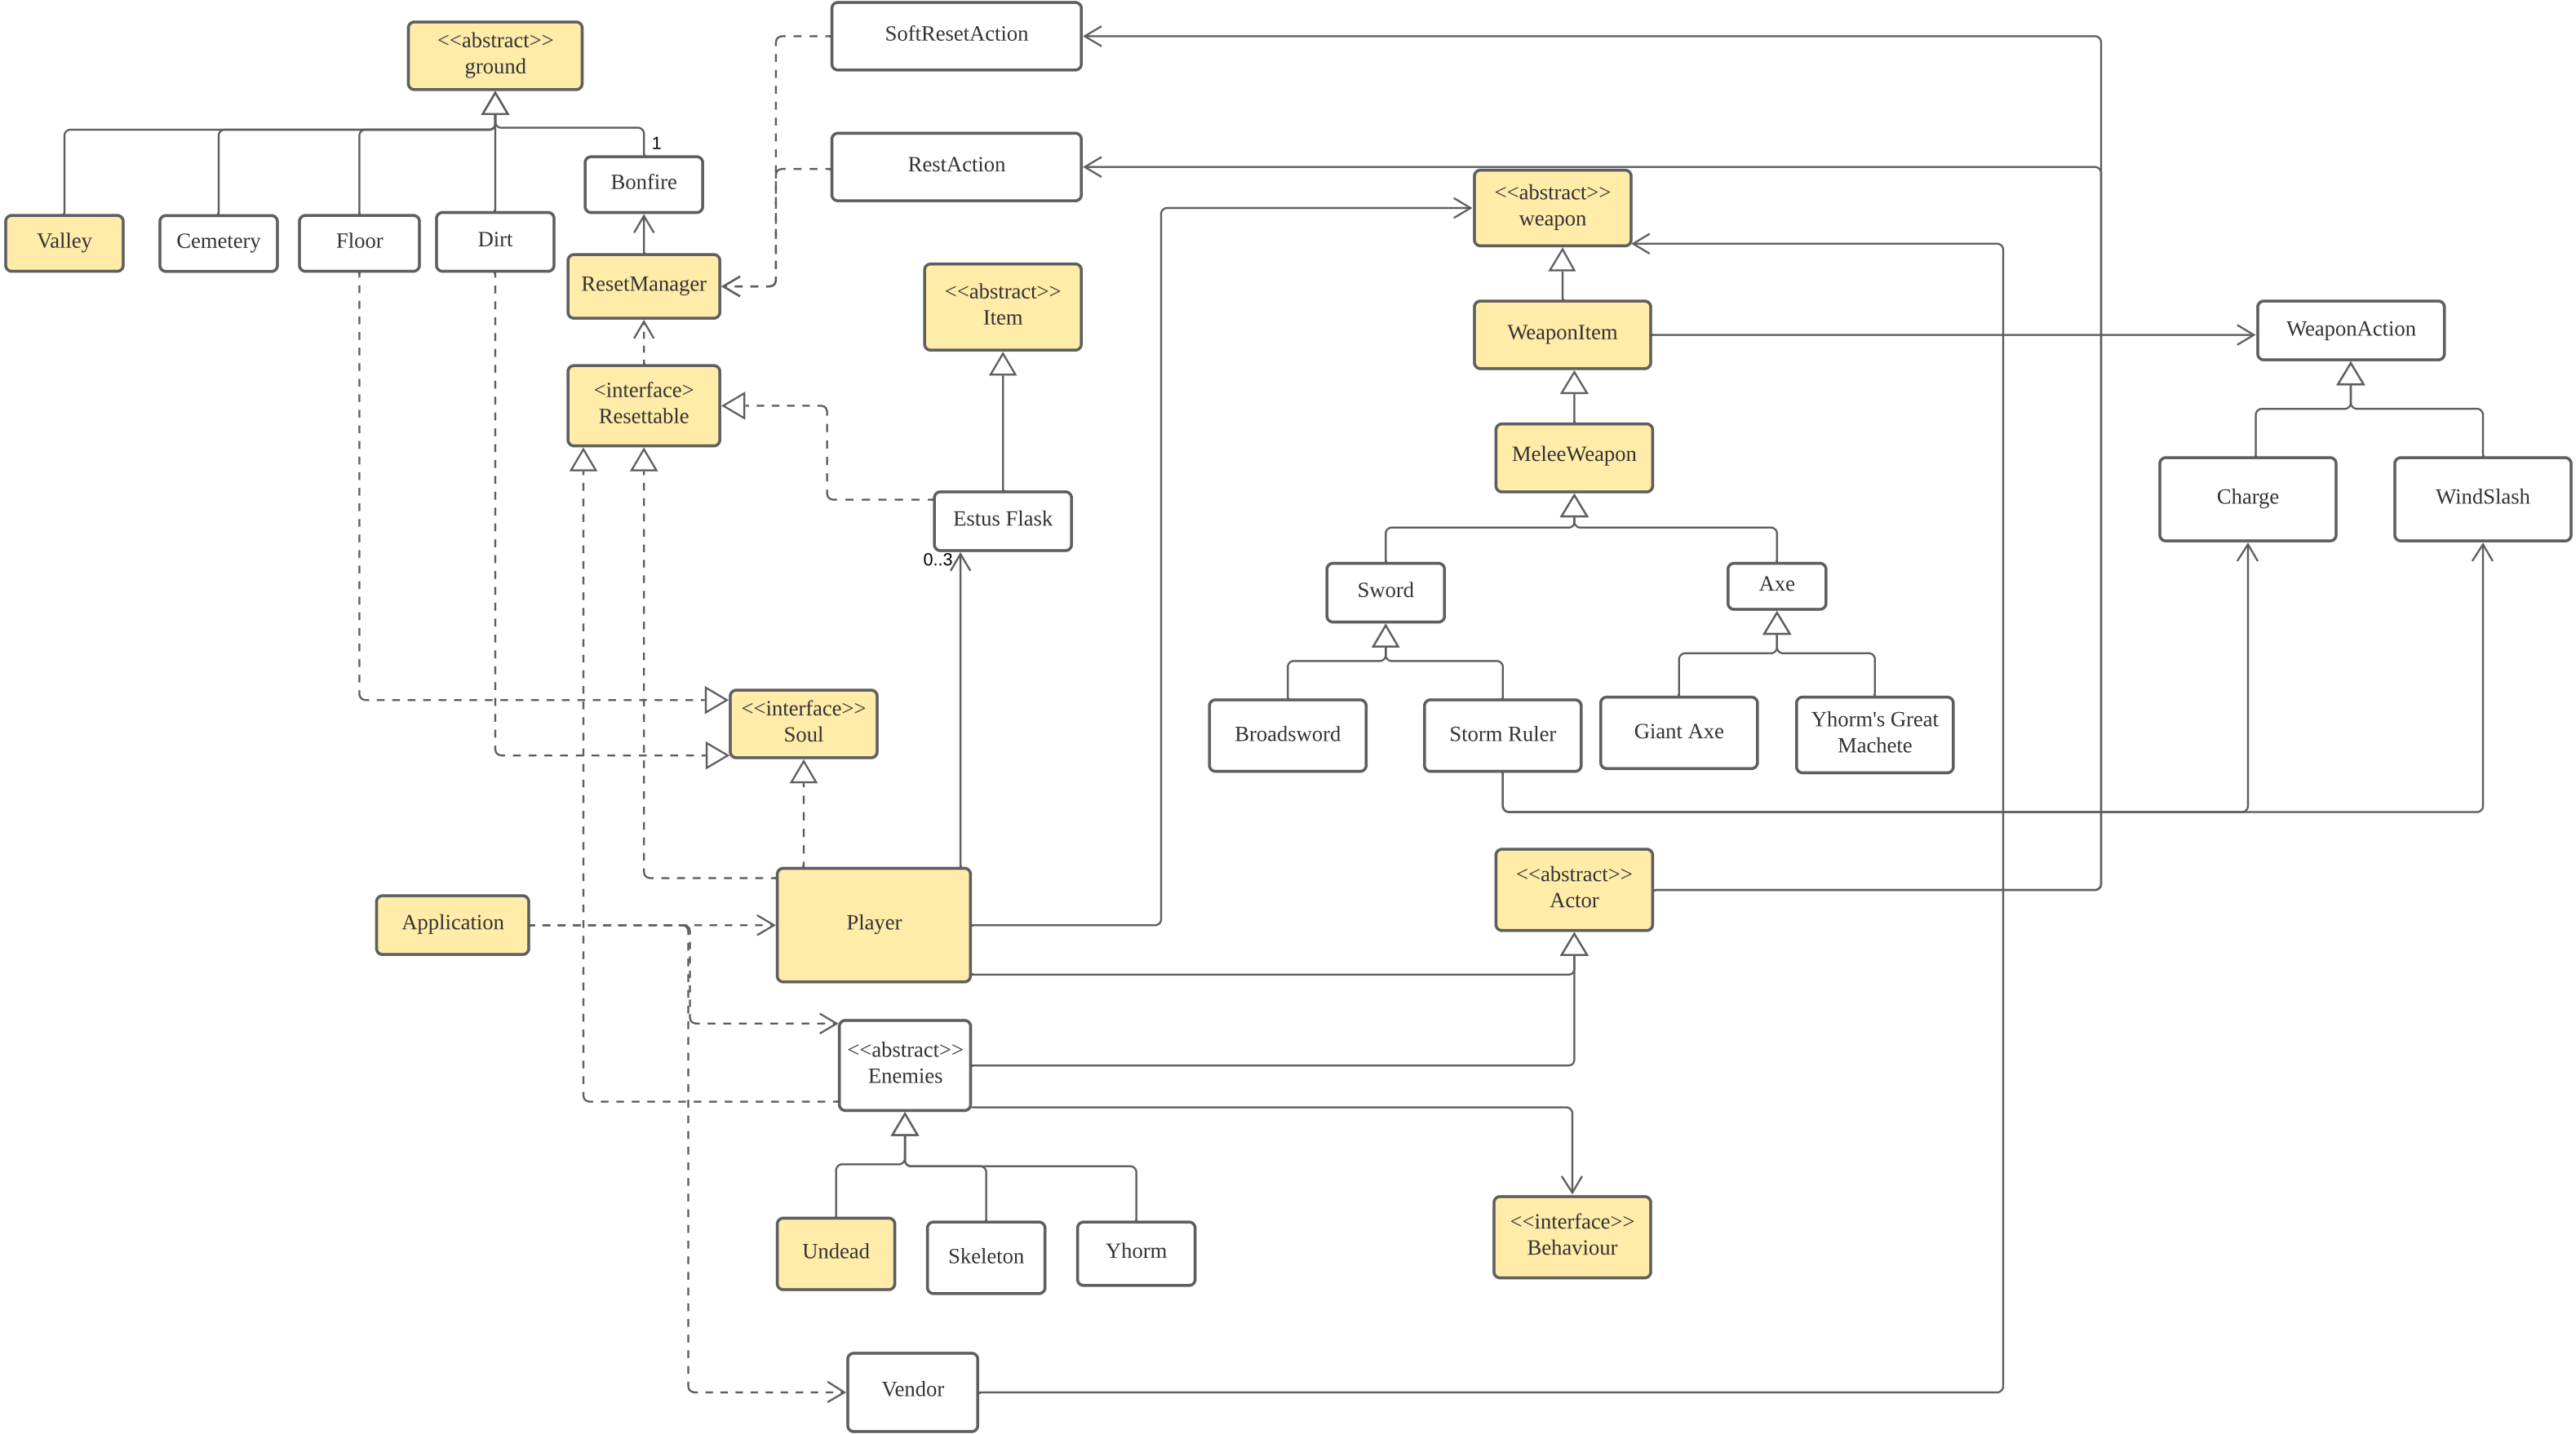 SoftResetAction
<<abstract>>
ground
1
RestAction
Bonfire
<<abstract>>
weapon
Valley
Cemetery
Floor
Dirt
ResetManager
<<abstract>>
Item
WeaponItem
WeaponAction
<interface>
Resettable
MeleeWeapon
Charge
WindSlash
Estus Flask
0..3
Sword
Axe
<<interface>>
Soul
Broadsword
Storm Ruler
Giant Axe
Yhorm's Great
Machete
<<abstract>>
Actor
Application
Player
<<abstract>>
Enemies
<<interface>>
Behaviour
Undead
Skeleton
Yhorm
Vendor